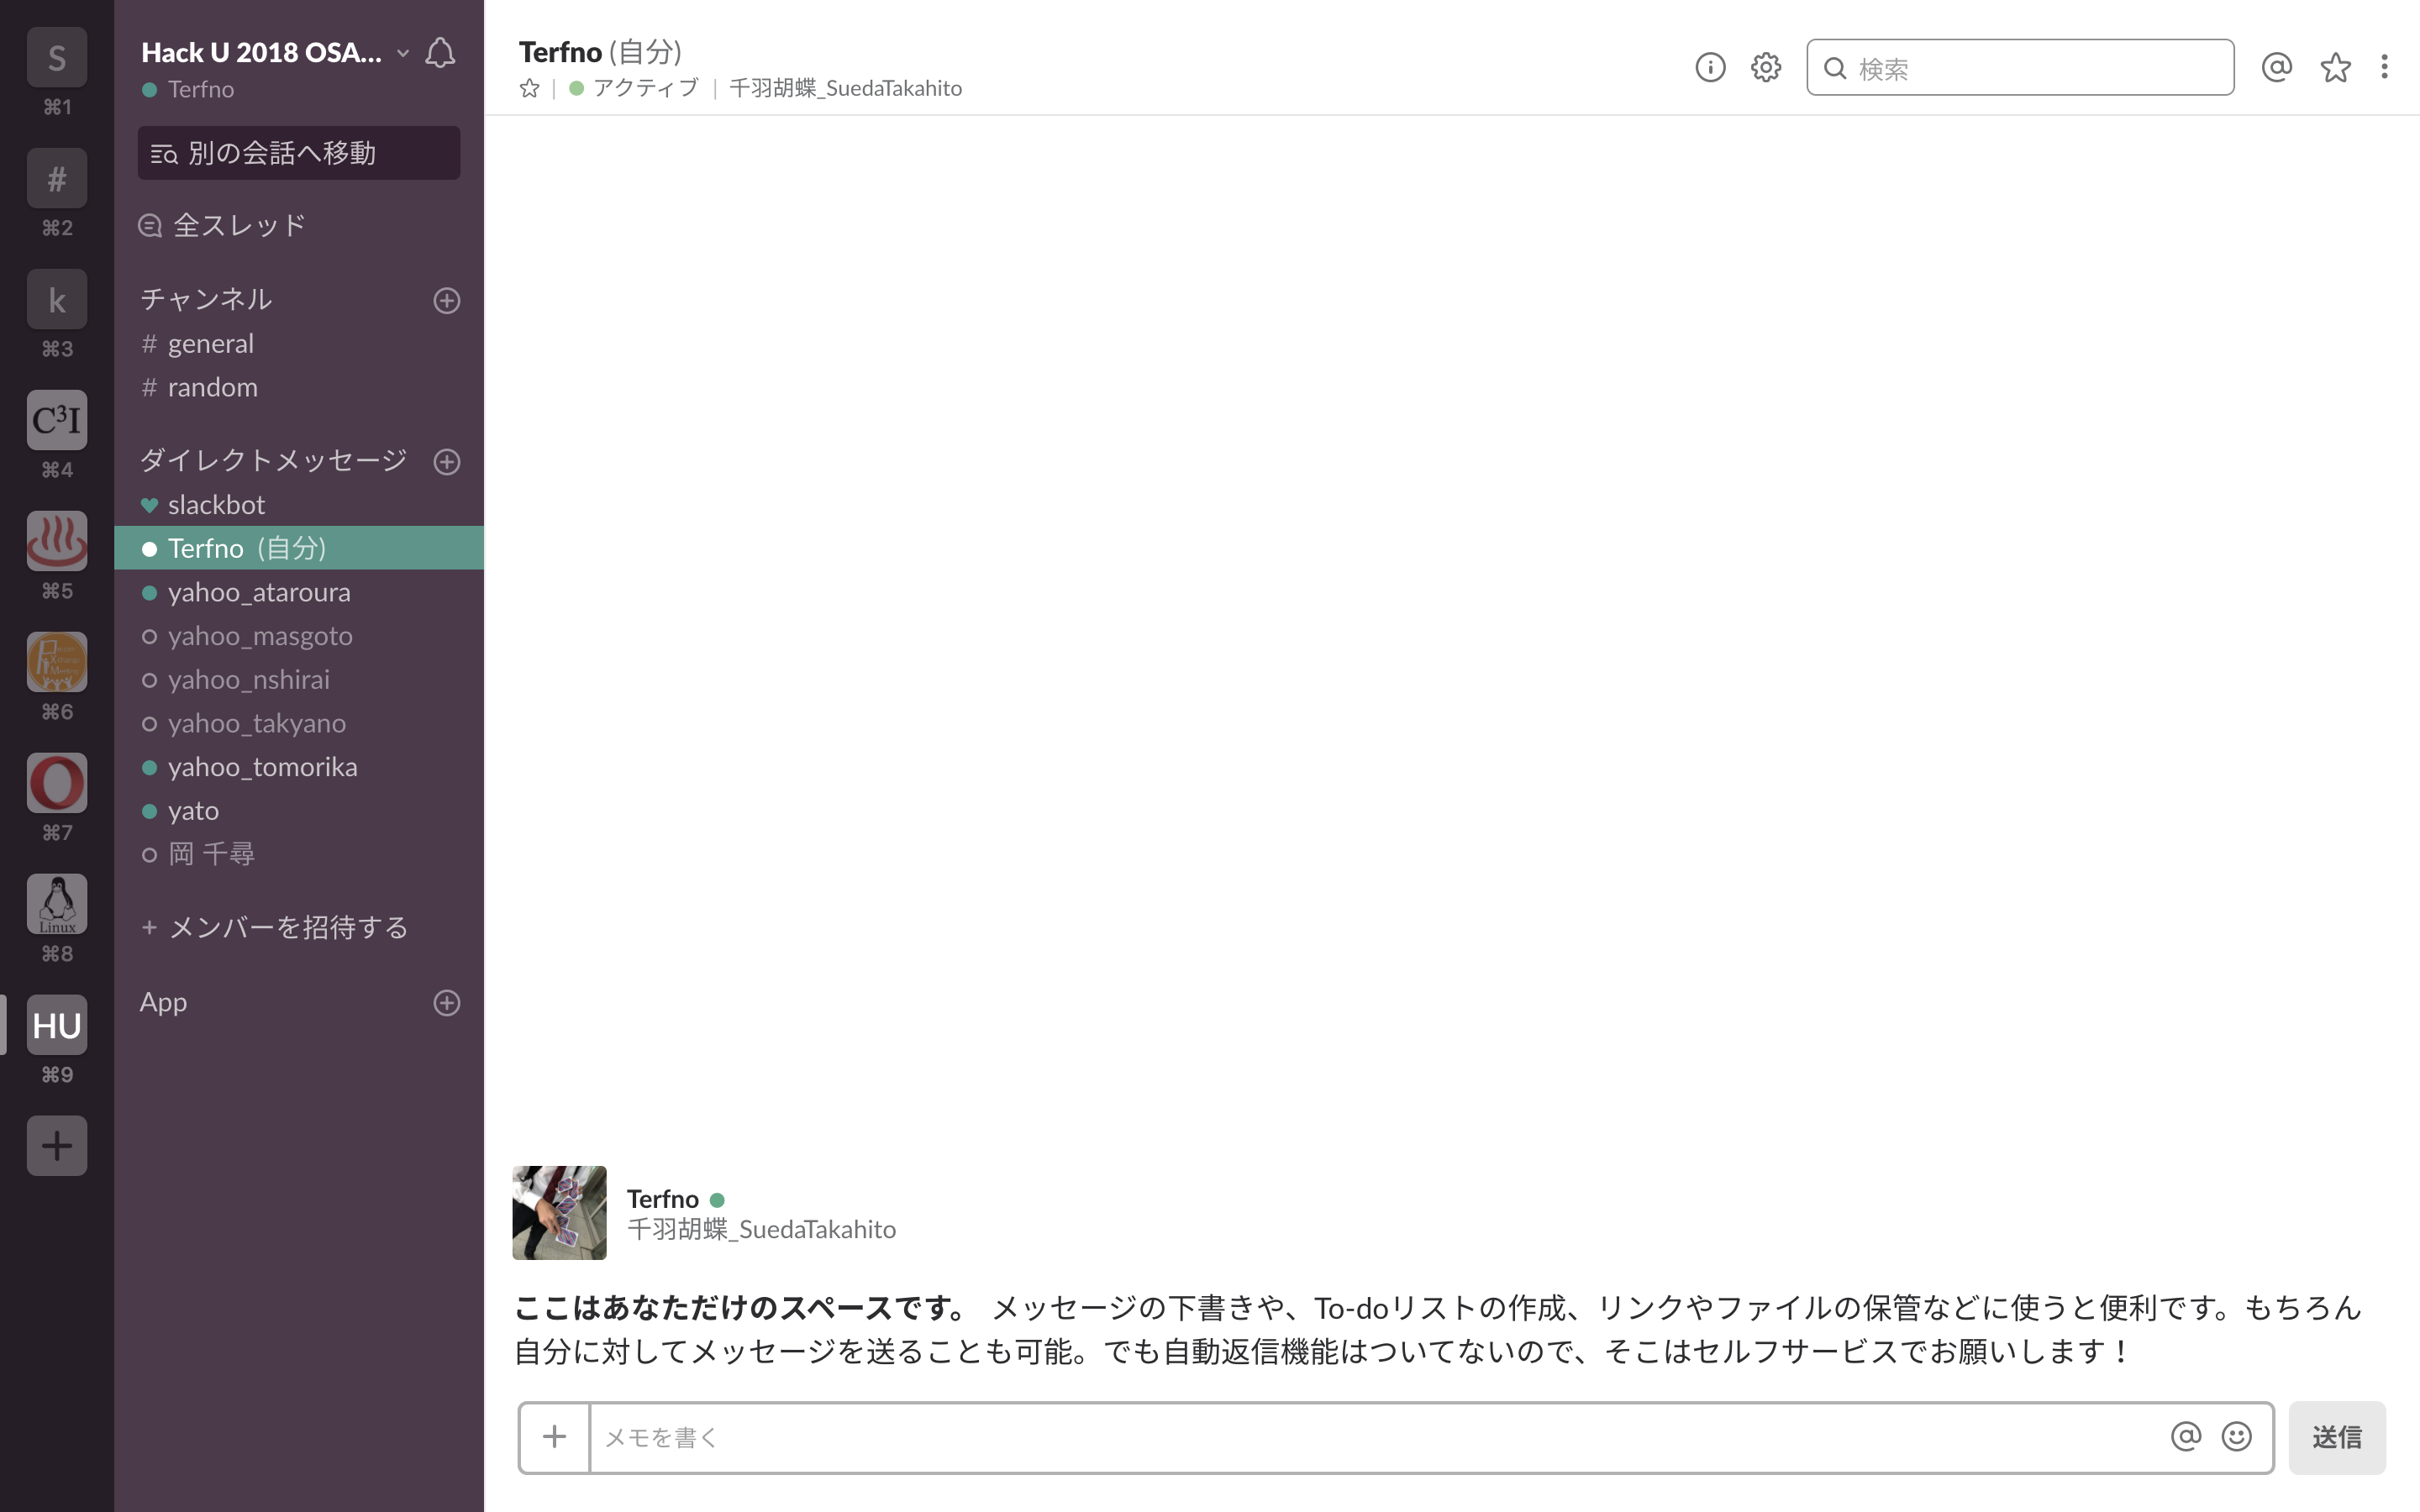 S
⌘1
#
⌘2
k
⌘3
C³I
⌘4
⌘5
⌘6
⌘7
Linux
⌘8
HU
⌘9
Hack U 2018 OSA...
Terfno
別の会話へ移動
全スレッド
チャンネル
# general
# random
ダイレクトメッセージ
slackbot
Terfno (自分)
yahoo_ataroura
yahoo_masgoto
yahoo_nshirai
yahoo_takyano
yahoo_tomorika
yato
岡 千尋
+ メンバーを招待する
App
Terfno (自分)
アクティブ | 千羽胡蝶_SuedaTakahito
検索
Terfno
千羽胡蝶_SuedaTakahito
ここはあなただけのスペースです。 メッセージの下書きや、To-doリストの作成、リンクやファイルの保管などに使うと便利です。もちろん
自分に対してメッセージを送ることも可能。でも自動返信機能はついてないので、そこはセルフサービスでお願いします！
メモを書く
送信